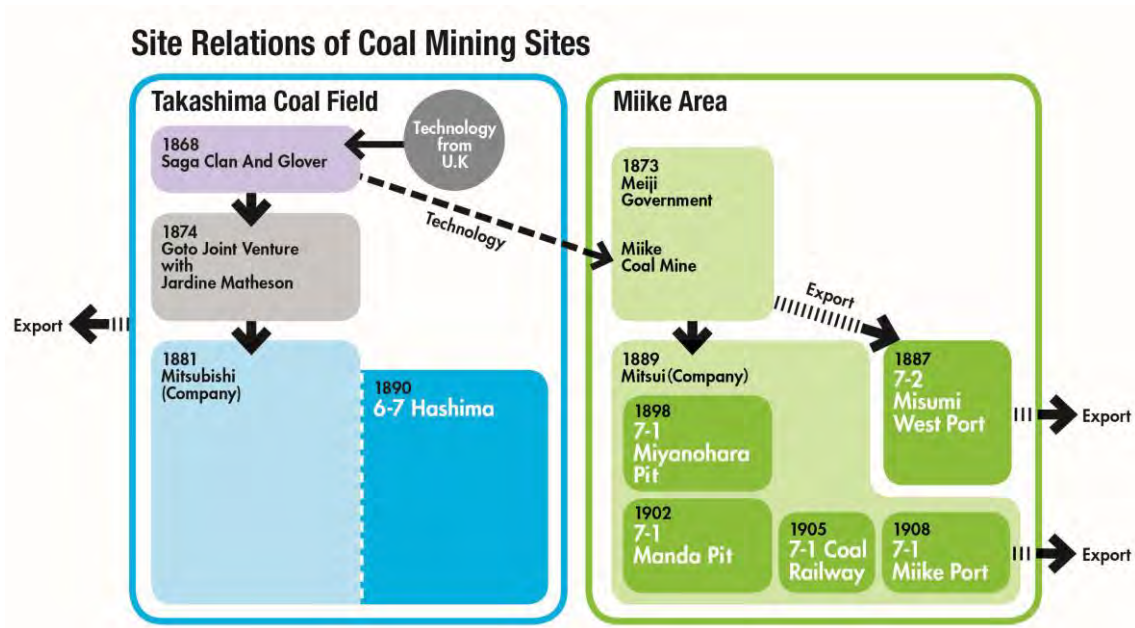 Site Relations of Coal Mining Sites
Takashima Coal Field
1868
Saga Clan And Glover
Technology
from
U.K
Technology
1874
Goto Joint Venture
with
Jardine Matheson
Export
1881
Mitsubishi
(Company)
1890
6-7 Hashima
Miike Area
1873
Meiji
Government
Miike
Coal Mine
Export
1889
Mitsui (Company)
1898
7-1
Miyanohara
Pit
1902
7-1
Manda Pit
1905
7-1 Coal
Railway
1908
7-1
Miike Port
1887
7-2
Misumi
West Port
Export
Export